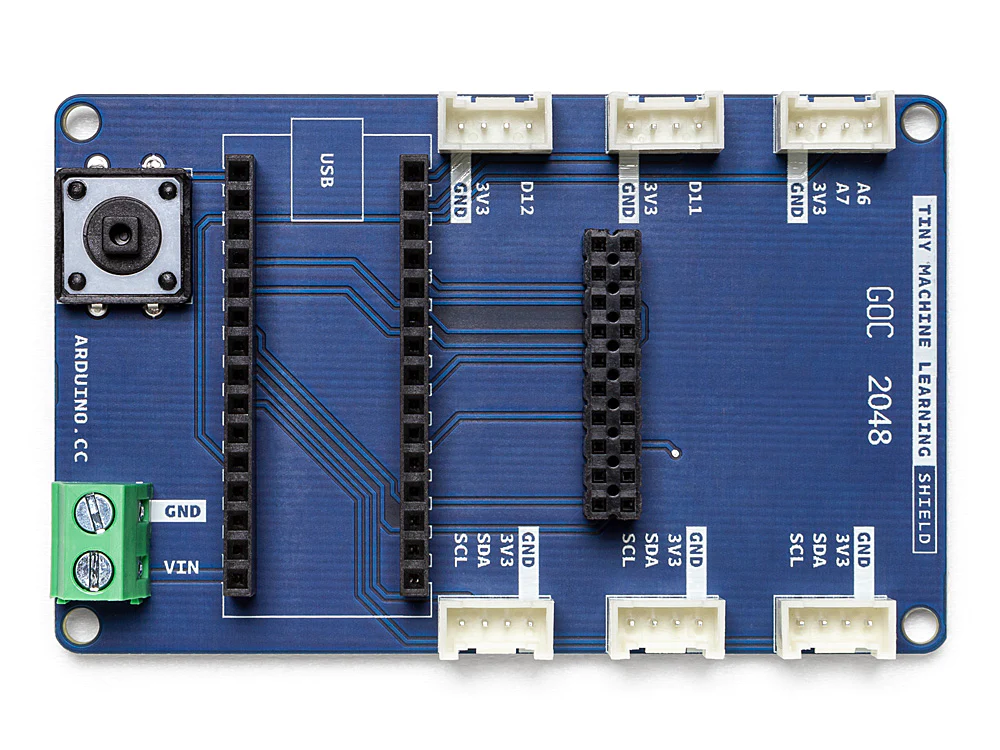 USB
GND
3V3
D12
GND
3V3
D11
GND
3V3
A7
A6
TINY MACHINE LEARNING SHIELD
GOC 2048
ARDUINO.CC
GND
VIN
SCL
SDA
3V3
GND
SCL
SDA
3V3
GND
SCL
SDA
3V3
GND